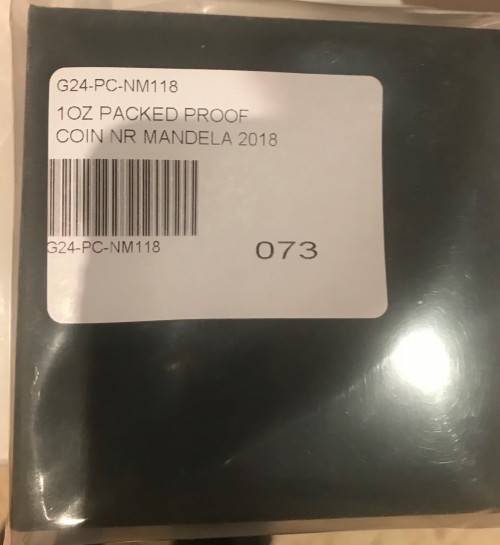 G24-PC-NM118
1OZ PACKED PROOF
COIN NR MANDELA 2018
G24-PC-NM118
073